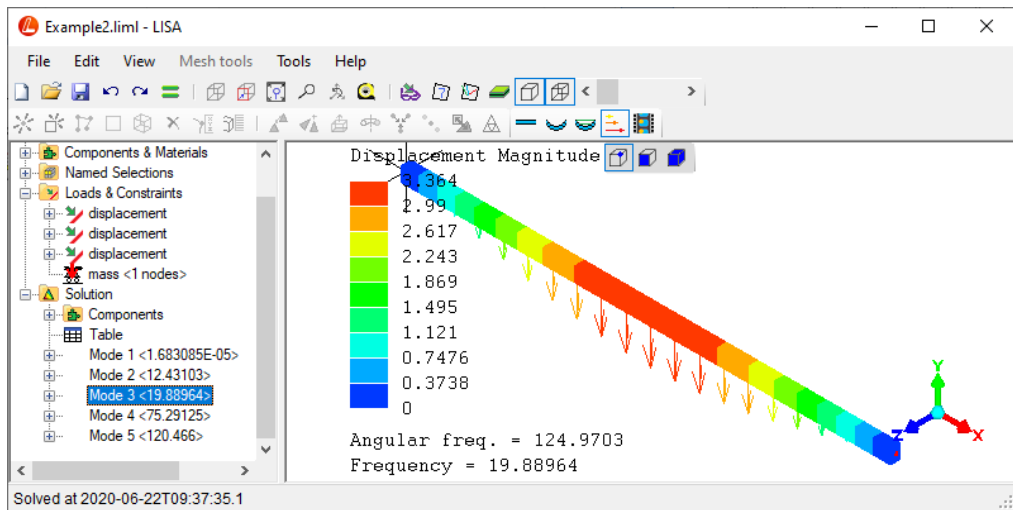 Example2.liml - LISA
File Edit View Mesh tools Tools Help
Components & Materials
Named Selections
Loads & Constraints
displacement
displacement
displacement
mass <1 nodes>
Solution
Components
Table
Mode 1 <1.683085E-05>
Mode 2 <12.43103>
Mode 3 <19.88964>
Mode 4 <75.29125>
Mode 5 <120.466>
Displacement Magnitude
3.364
2.99
2.617
2.243
1.869
1.495
1.121
0.7476
0.3738
0
Angular freq. = 124.9703
Frequency = 19.88964
Y
Z
X
Solved at 2020-06-22T09:37:35.1